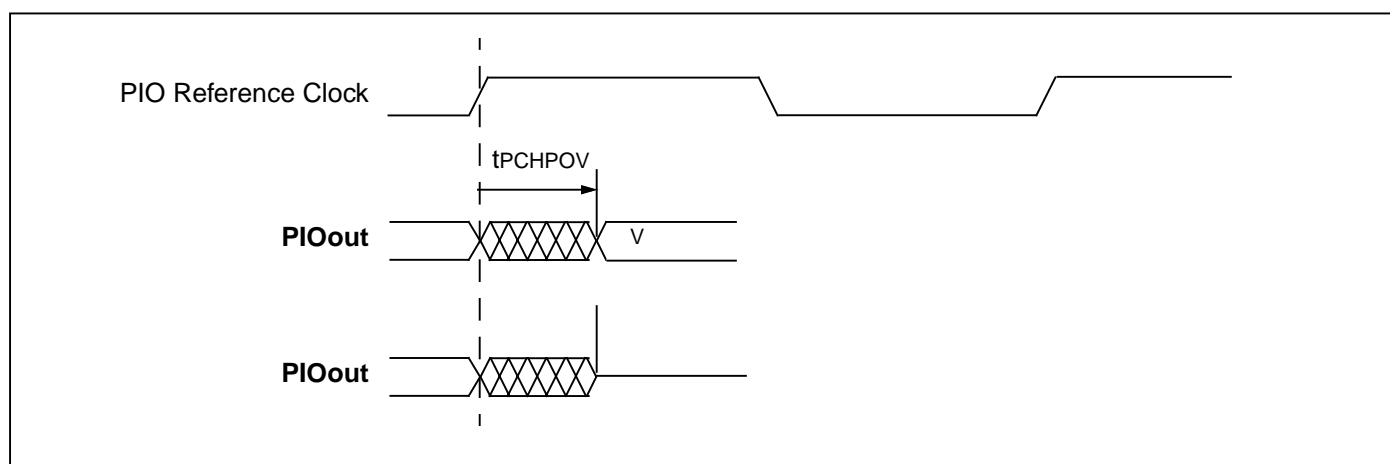 PIO Reference Clock
tPCHPOV
PIOout
V
PIOout